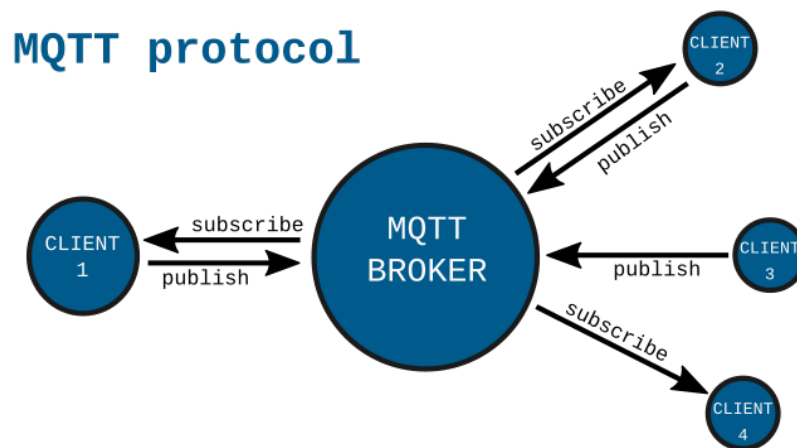 MQTT protocol
CLIENT
2
subscribe
publish
subscribe
CLIENT
1
publish
MQTT
BROKER
CLIENT
3
publish
subscribe
CLIENT
4